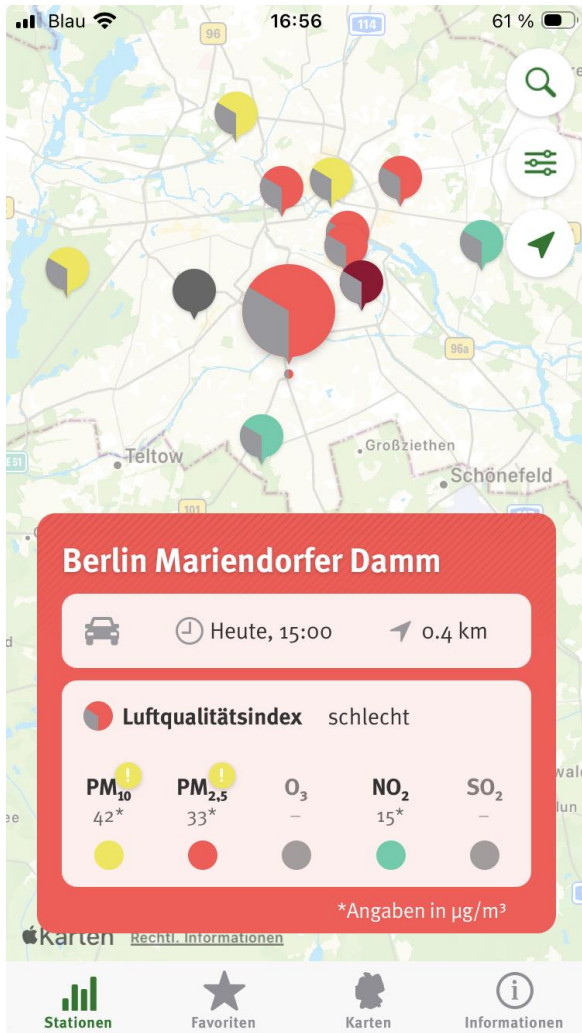 Blau 16:56 61 %
96
114
96a
Großziethen
Teltow
Schönefeld
E51
101
Berlin Mariendorfer Damm
Heute, 15:00 0.4 km
Luftqualitätsindex schlecht
PM10 ! PM2,5 ! O3 NO2 SO2
42* 33* – 15* –
*Angaben in µg/m³
Karten Rechtl. Informationen
Stationen Favoriten Karten Informationen